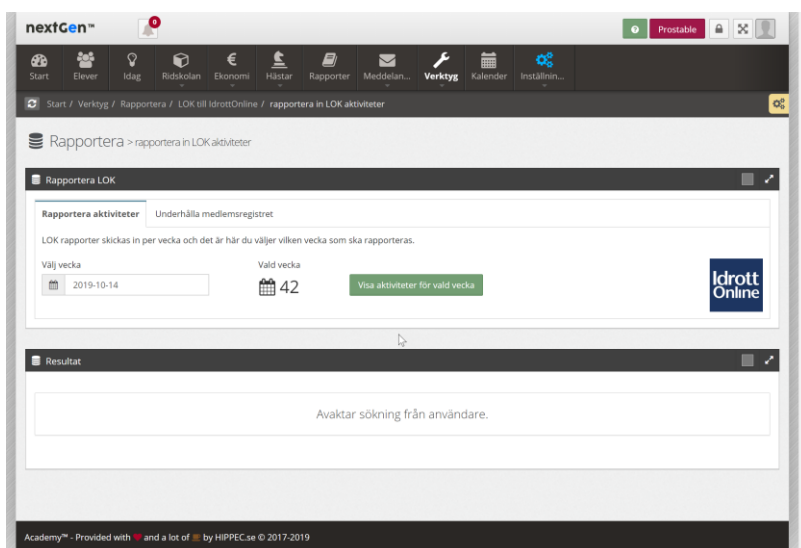 nextGen™
0
Prostable
Start Elever Idag Ridskolan Ekonomi Hästar Rapporter Meddelan... Verktyg Kalender Inställnin...
Start / Verktyg / Rapportera / LOK till IdrottOnline / rapportera in LOK aktiviteter
Rapportera > rapportera in LOK aktiviteter
Rapportera LOK
Rapportera aktiviteter Underhålla medlemsregistret
LOK rapporter skickas in per vecka och det är här du väljer vilken vecka som ska rapporteras.
Välj vecka Vald vecka
2019-10-14 42 Visa aktiviteter för vald vecka
Idrott
Online
Resultat
Avaktar sökning från användare.
Academy™ - Provided with and a lot of by HIPPEC.se © 2017-2019